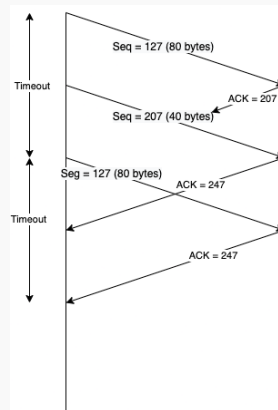 Seq = 127 (80 bytes)
Timeout
ACK = 207
Seq = 207 (40 bytes)
Seg = 127 (80 bytes)
ACK = 247
Timeout
ACK = 247